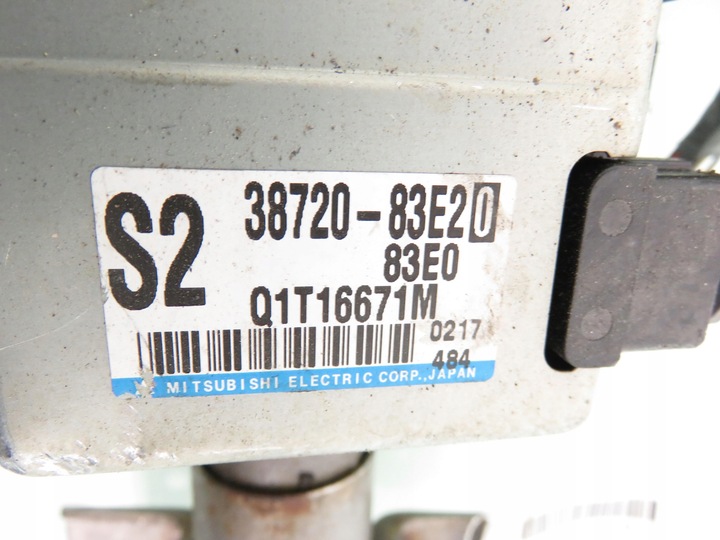 S2
38720-83E20
83E0
Q1T16671M
0217
484
MITSUBISHI ELECTRIC CORP., JAPAN